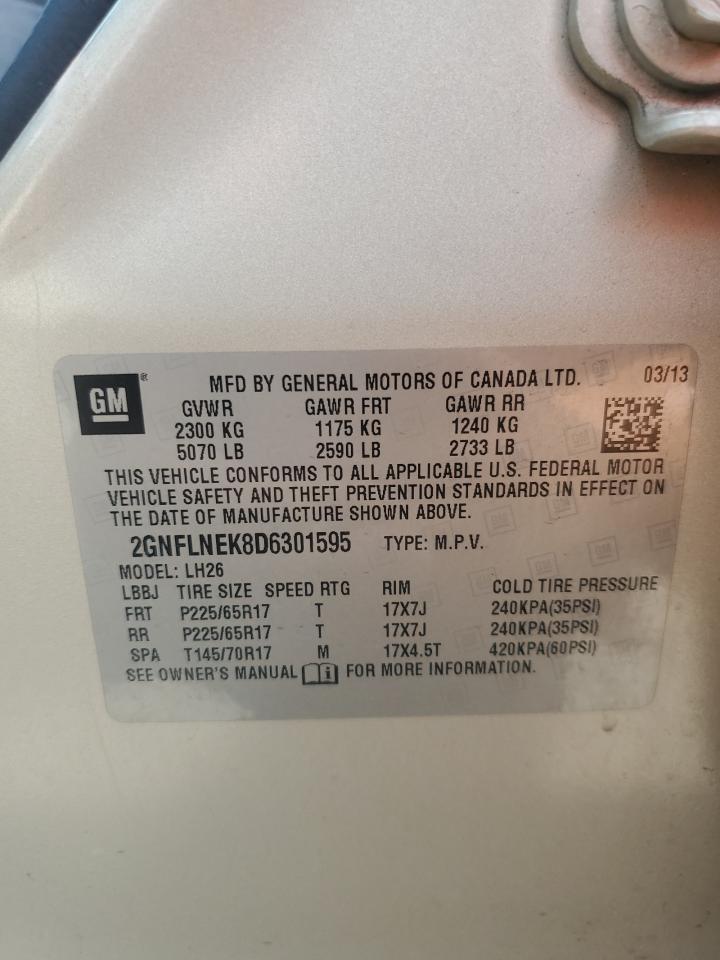 GM®
MFD BY GENERAL MOTORS OF CANADA LTD. 03/13
GVWR GAWR FRT GAWR RR
2300 KG 1175 KG 1240 KG
5070 LB 2590 LB 2733 LB
THIS VEHICLE CONFORMS TO ALL APPLICABLE U.S. FEDERAL MOTOR
VEHICLE SAFETY AND THEFT PREVENTION STANDARDS IN EFFECT ON
THE DATE OF MANUFACTURE SHOWN ABOVE.
2GNFLNEK8D6301595 TYPE: M.P.V.
MODEL: LH26
LBBJ TIRE SIZE SPEED RTG RIM COLD TIRE PRESSURE
FRT P225/65R17 T 17X7J 240KPA(35PSI)
RR P225/65R17 T 17X7J 240KPA(35PSI)
SPA T145/70R17 M 17X4.5T 420KPA(60PSI)
SEE OWNER'S MANUAL i FOR MORE INFORMATION.